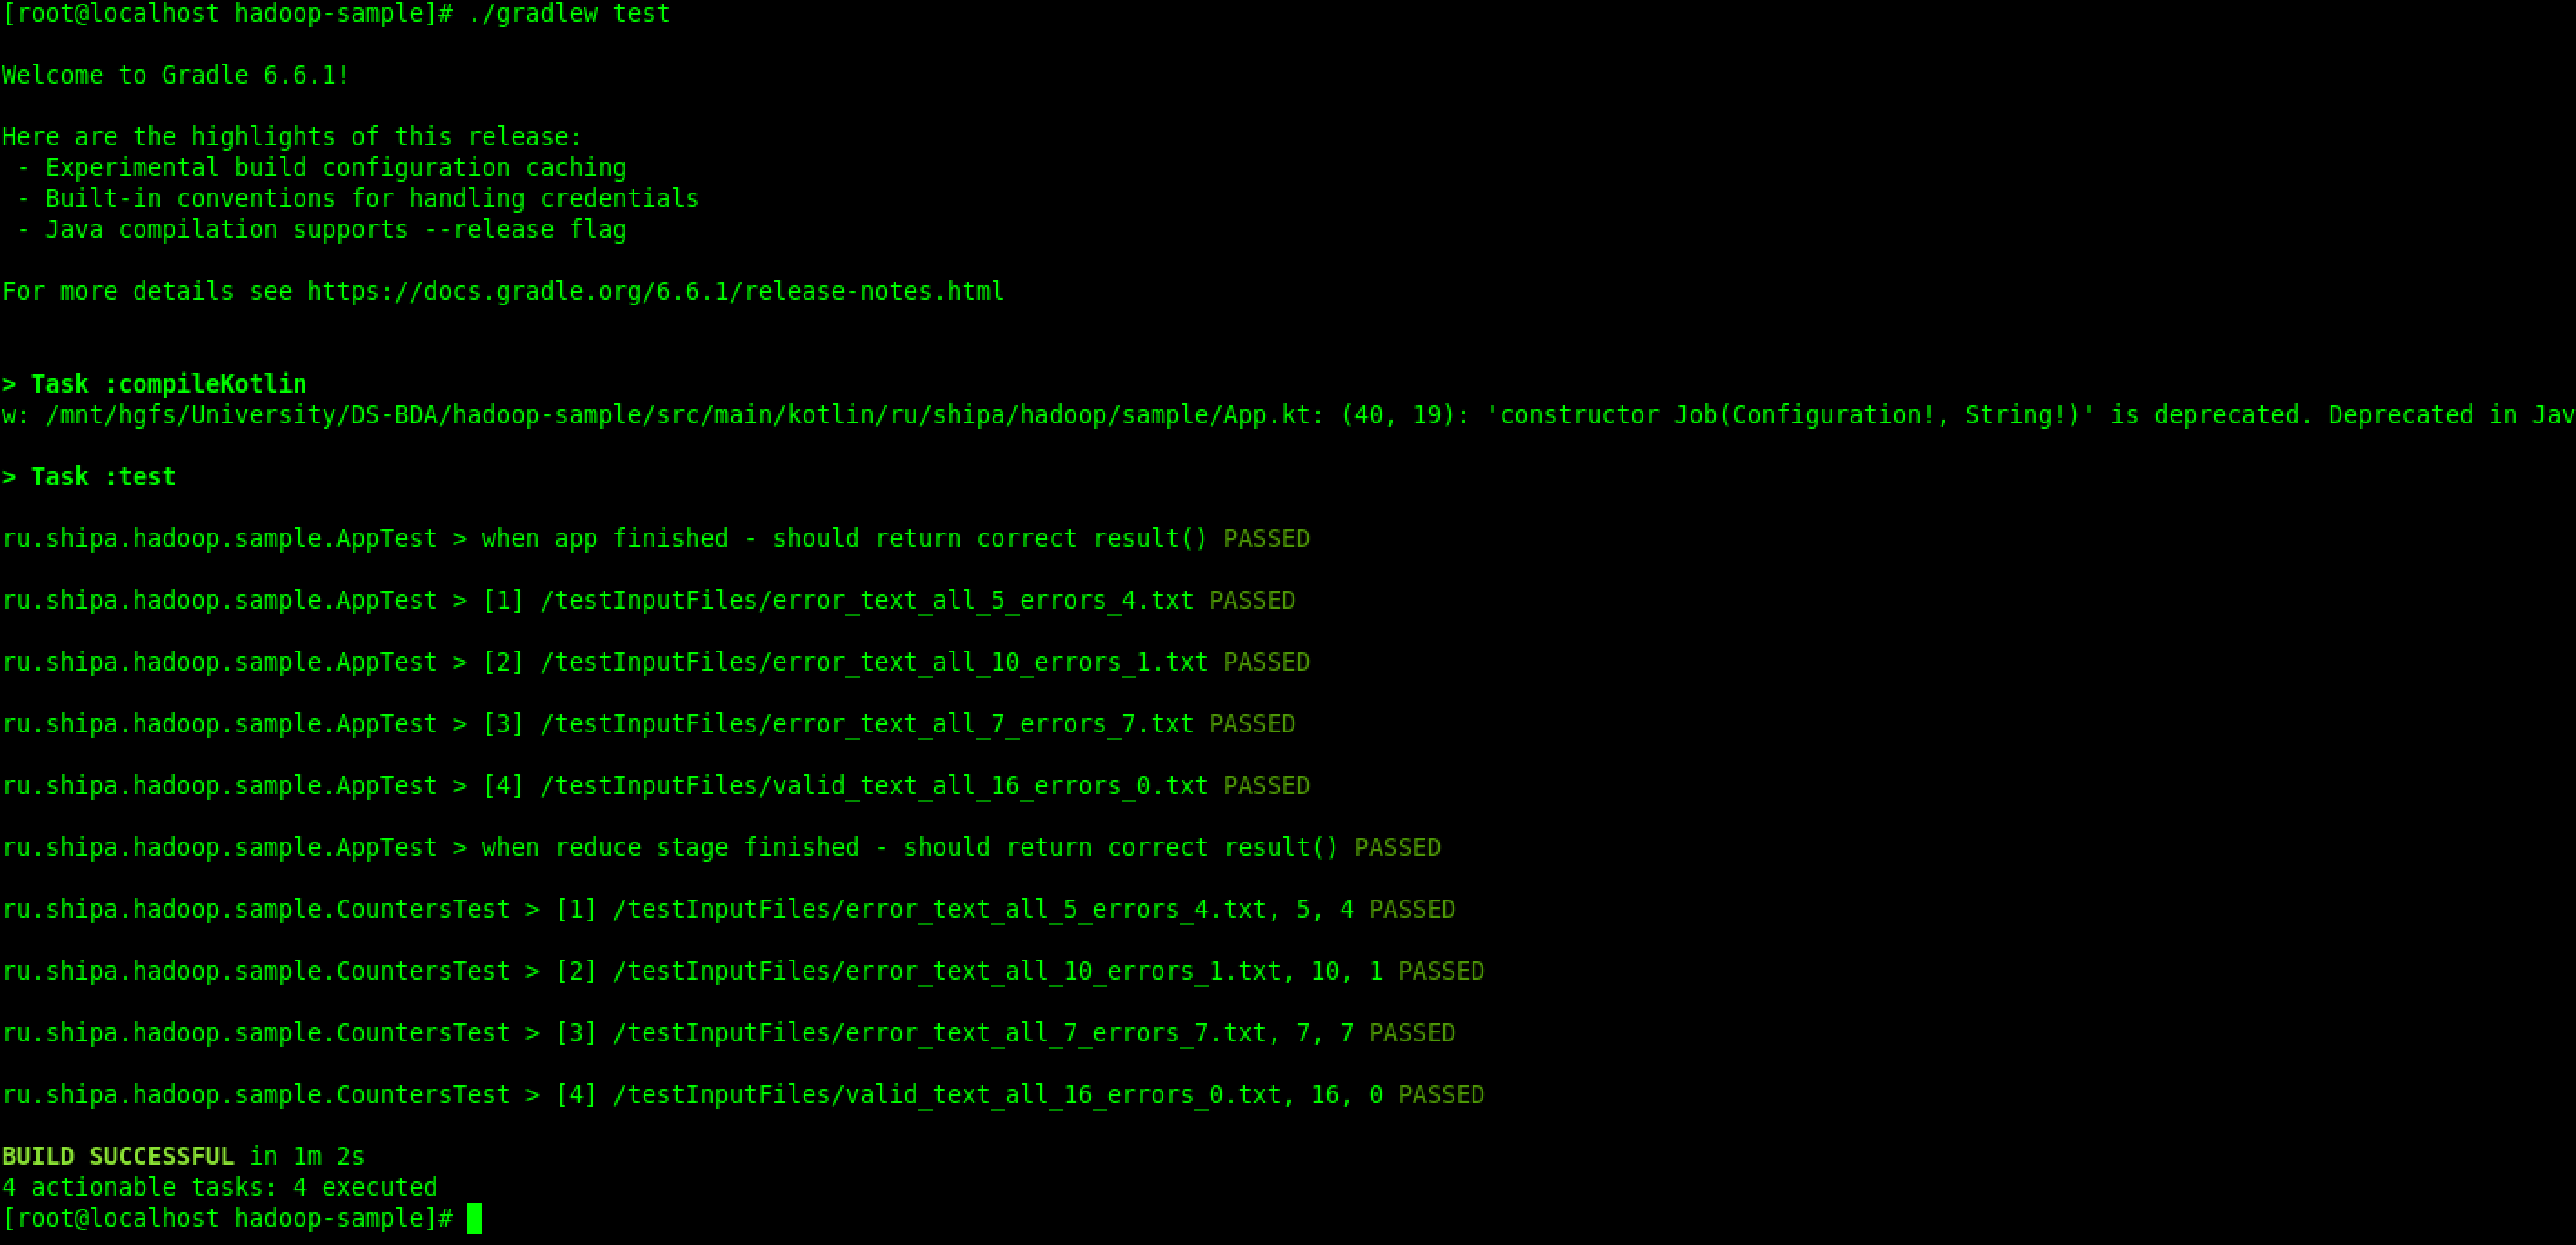 [root@localhost hadoop-sample]# ./gradlew test
Welcome to Gradle 6.6.1!
Here are the highlights of this release:
 - Experimental build configuration caching
 - Built-in conventions for handling credentials
 - Java compilation supports --release flag
For more details see https://docs.gradle.org/6.6.1/release-notes.html
> Task :compileKotlin
w: /mnt/hgfs/University/DS-BDA/hadoop-sample/src/main/kotlin/ru/shipa/hadoop/sample/App.kt: (40, 19): 'constructor Job(Configuration!, String!)' is deprecated. Deprecated in Jav
> Task :test
ru.shipa.hadoop.sample.AppTest > when app finished - should return correct result() PASSED
ru.shipa.hadoop.sample.AppTest > [1] /testInputFiles/error_text_all_5_errors_4.txt PASSED
ru.shipa.hadoop.sample.AppTest > [2] /testInputFiles/error_text_all_10_errors_1.txt PASSED
ru.shipa.hadoop.sample.AppTest > [3] /testInputFiles/error_text_all_7_errors_7.txt PASSED
ru.shipa.hadoop.sample.AppTest > [4] /testInputFiles/valid_text_all_16_errors_0.txt PASSED
ru.shipa.hadoop.sample.AppTest > when reduce stage finished - should return correct result() PASSED
ru.shipa.hadoop.sample.CountersTest > [1] /testInputFiles/error_text_all_5_errors_4.txt, 5, 4 PASSED
ru.shipa.hadoop.sample.CountersTest > [2] /testInputFiles/error_text_all_10_errors_1.txt, 10, 1 PASSED
ru.shipa.hadoop.sample.CountersTest > [3] /testInputFiles/error_text_all_7_errors_7.txt, 7, 7 PASSED
ru.shipa.hadoop.sample.CountersTest > [4] /testInputFiles/valid_text_all_16_errors_0.txt, 16, 0 PASSED
BUILD SUCCESSFUL in 1m 2s
4 actionable tasks: 4 executed
[root@localhost hadoop-sample]#